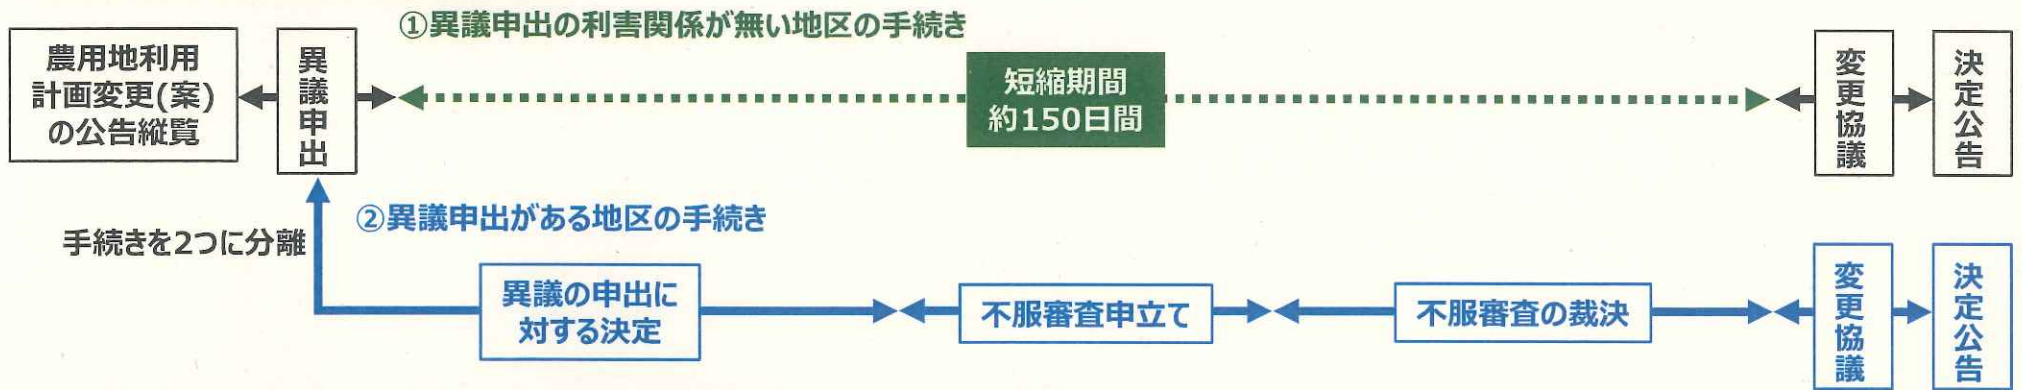 ①異議申出の利害関係が無い地区の手続き
農用地利用
計画変更(案)
の公告縦覧
異議申出
短縮期間
約150日間
変更協議
決定公告
②異議申出がある地区の手続き
手続きを2つに分離
異議の申出に
対する決定
不服審査申立て
不服審査の裁決
変更協議
決定公告